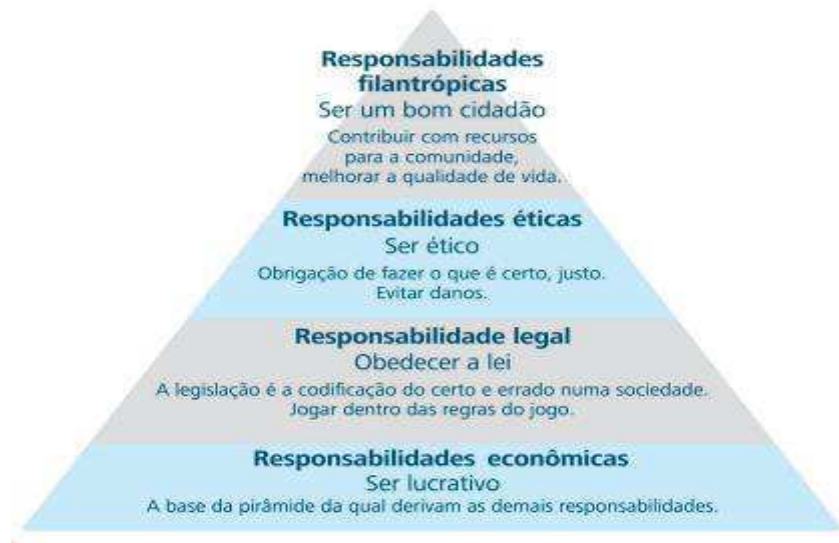 Responsabilidades
filantrópicas
Ser um bom cidadão
Contribuir com recursos
para a comunidade,
melhorar a qualidade de vida.
Responsabilidades éticas
Ser ético
Obrigação de fazer o que é certo, justo.
Evitar danos.
Responsabilidade legal
Obedecer a lei
A legislação é a codificação do certo e errado numa sociedade.
Jogar dentro das regras do jogo.
Responsabilidades econômicas
Ser lucrativo
A base da pirâmide da qual derivam as demais responsabilidades.